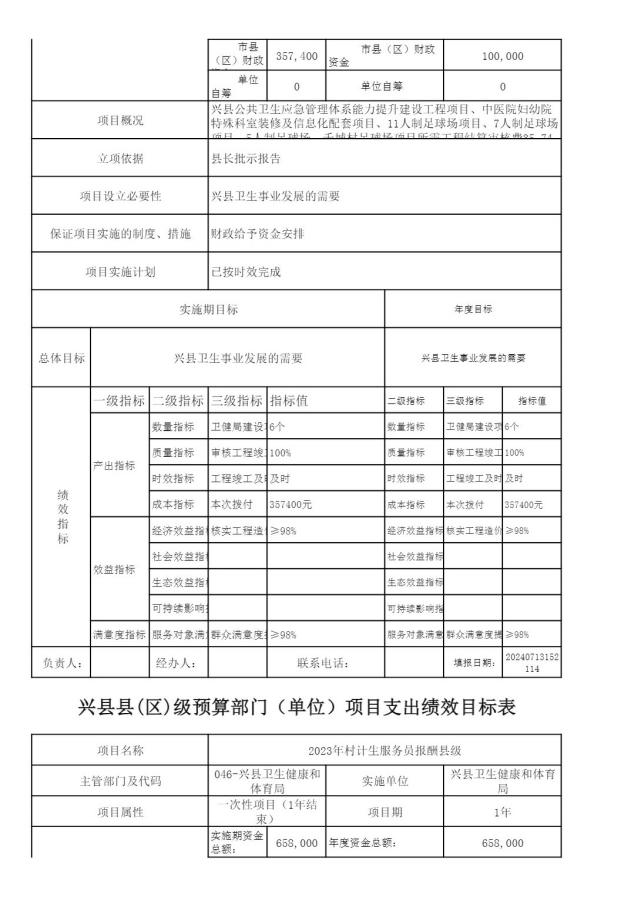 市县
（区）财政 357,400 市县（区）财政
资金 100,000
单位
自筹 0 单位自筹 0
项目概况 兴县公共卫生应急管理体系能力提升建设工程项目、中医院妇幼院
特殊科室装修及信息化配套项目、11人制足球场项目、7人制足球场
立项依据 县长批示报告
项目设立必要性 兴县卫生事业发展的需要
保证项目实施的制度、措施 财政给予资金安排
项目实施计划 已按时效完成
实施期目标 年度目标
总体目标 兴县卫生事业发展的需要 兴县卫生事业发展的需要
绩效指标 一级指标 二级指标 三级指标 指标值 二级指标 三级指标 指标值
产出指标 数量指标 卫健局建设 6个 数量指标 卫健局建设项 6个
质量指标 审核工程竣 100% 质量指标 审核工程竣工 100%
时效指标 工程竣工及 及时 时效指标 工程竣工及时 及时
成本指标 本次拨付 357400元 成本指标 本次拨付 357400元
效益指标 经济效益指 核实工程造 ≥98% 经济效益指标 核实工程造价 ≥98%
社会效益指 社会效益指标
生态效益指 生态效益指标
可持续影响 可持续影响指
满意度指标 服务对象满 群众满意度 ≥98% 服务对象满意 群众满意度提 ≥98%
负责人： 经办人： 联系电话： 填报日期： 20240713152
114
兴县县(区)级预算部门（单位）项目支出绩效目标表
项目名称 2023年村计生服务员报酬县级
主管部门及代码 046-兴县卫生健康和
体育局 实施单位 兴县卫生健康和体育
局
项目属性 一次性项目（1年结
束） 项目期 1年
实施期资金
总额： 658,000 年度资金总额： 658,000